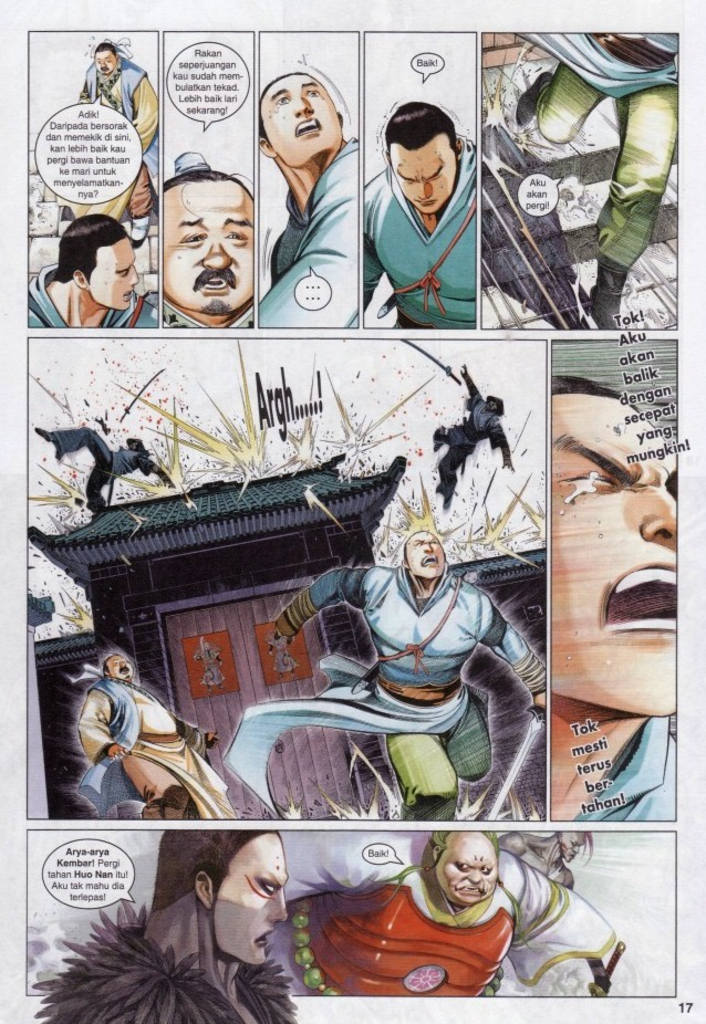 Adik!
Daripada bersorak
dan memekik di sini,
kan lebih baik kau
pergi bawa bantuan
ke mari untuk
menyelamatkan-
nya?
Rakan
seperjuangan
kau sudah mem-
bulatkan tekad.
Lebih baik lari
sekarang!
...
...
Baik!
Aku
akan
pergi!
Argh......!
Tok!
Aku
akan
balik
dengan
secepat
yang
mungkin!
Tok
mesti
terus
ber-
tahan!
Arya-arya
Kembar! Pergi
tahan Huo Nan itu!
Aku tak mahu dia
terlepas!
Baik!
17